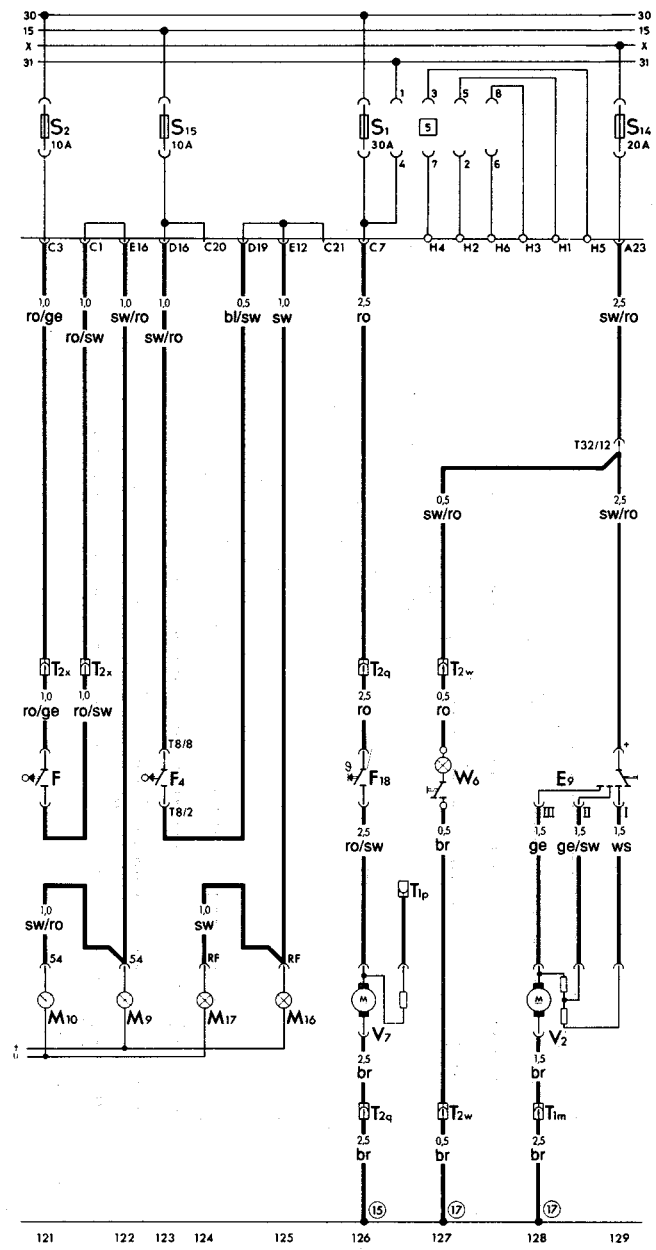 30 30
15 15
X X
31 31
1 3 5 8
S2 S15 S1 5 S14
10A 10A 30A 20A
4 7 2 6
C3 C1 E16 D16 C20 D19 E12 C21 C7 H4 H2 H6 H3 H1 H5 A23
1,0 1,0 1,0 1,0 0,5 1,0 2,5 2,5
ro/ge sw/ro bl/sw sw ro sw/ro
ro/sw sw/ro
T32/12
0,5 2,5
sw/ro sw/ro
T2x T2x T2q T2w
1,0 1,0 2,5 0,5
ro/ge ro/sw ro ro
T8/8 +
F F4 F18 W6 E9
T8/2 III II I
2,5 0,5 1,5 1,5 1,5
ro/sw br ge ge/sw ws
T1p
1,0 1,0
sw/ro sw
54 54 RF RF
M M
M10 M9 M17 M16
V7 V2
2,5 1,5
br br
T2q T2w T1m
2,5 0,5 2,5
br br br
15 17 17
121 122 123 124 125 126 127 128 129